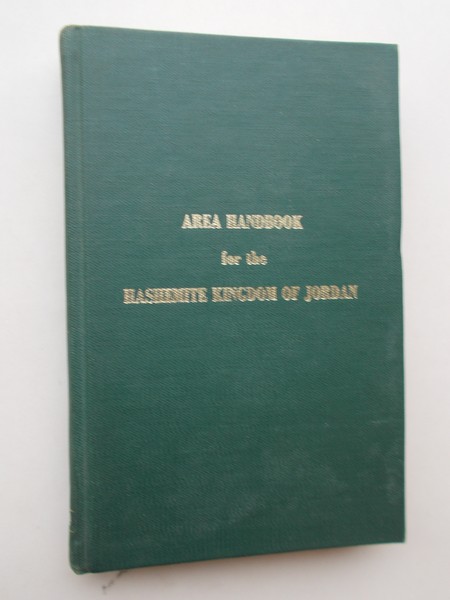 AREA HANDBOOK
for the
HASHEMITE KINGDOM OF JORDAN